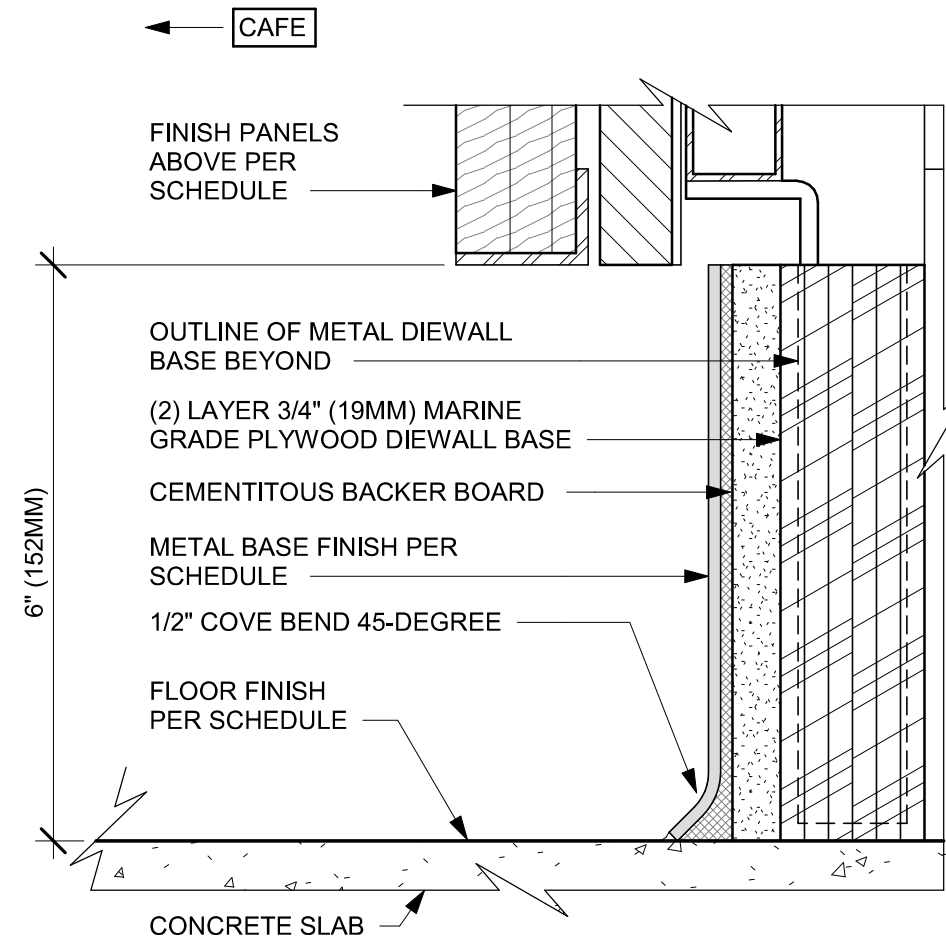 CAFE
FINISH PANELS
ABOVE PER
SCHEDULE
OUTLINE OF METAL DIEWALL
BASE BEYOND
(2) LAYER 3/4" (19MM) MARINE
GRADE PLYWOOD DIEWALL BASE
CEMENTITOUS BACKER BOARD
6" (152MM)
METAL BASE FINISH PER
SCHEDULE
1/2" COVE BEND 45-DEGREE
FLOOR FINISH
PER SCHEDULE
CONCRETE SLAB